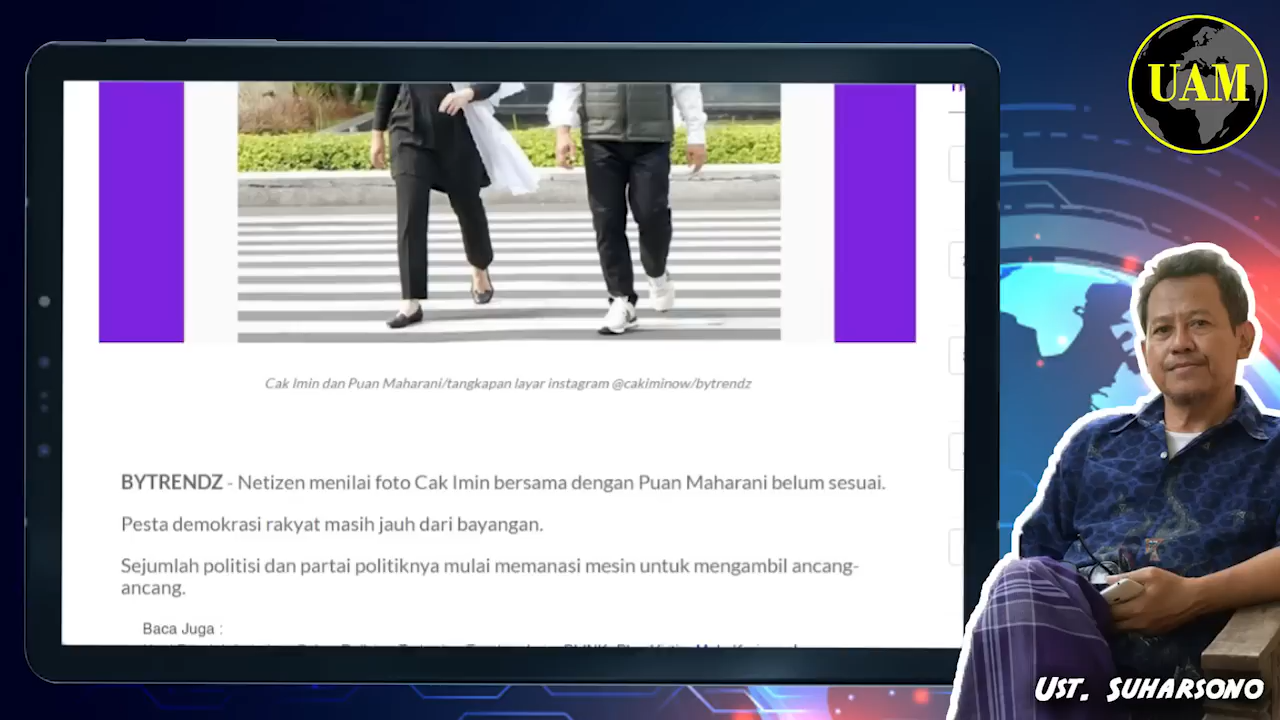 UAM
Cak Imin dan Puan Maharani/tangkapan layar instagram @cakiminow/bytrendz
BYTRENDZ - Netizen menilai foto Cak Imin bersama dengan Puan Maharani belum sesuai.
Pesta demokrasi rakyat masih jauh dari bayangan.
Sejumlah politisi dan partai politiknya mulai memanasi mesin untuk mengambil ancang-
ancang.
Baca Juga :
Ust. Suharsono